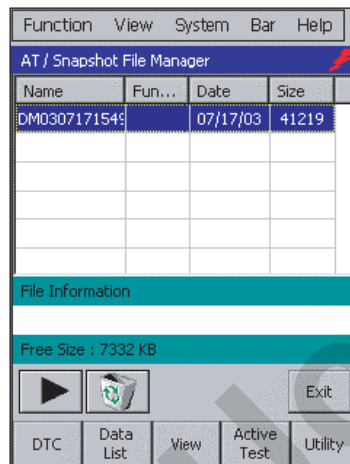 Function View System Bar Help
AT / Snapshot File Manager
Name Fun... Date Size
DM0307171549 07/17/03 41219
File Information
Free Size : 7332 KB
Exit
DTC Data List View Active Test Utility